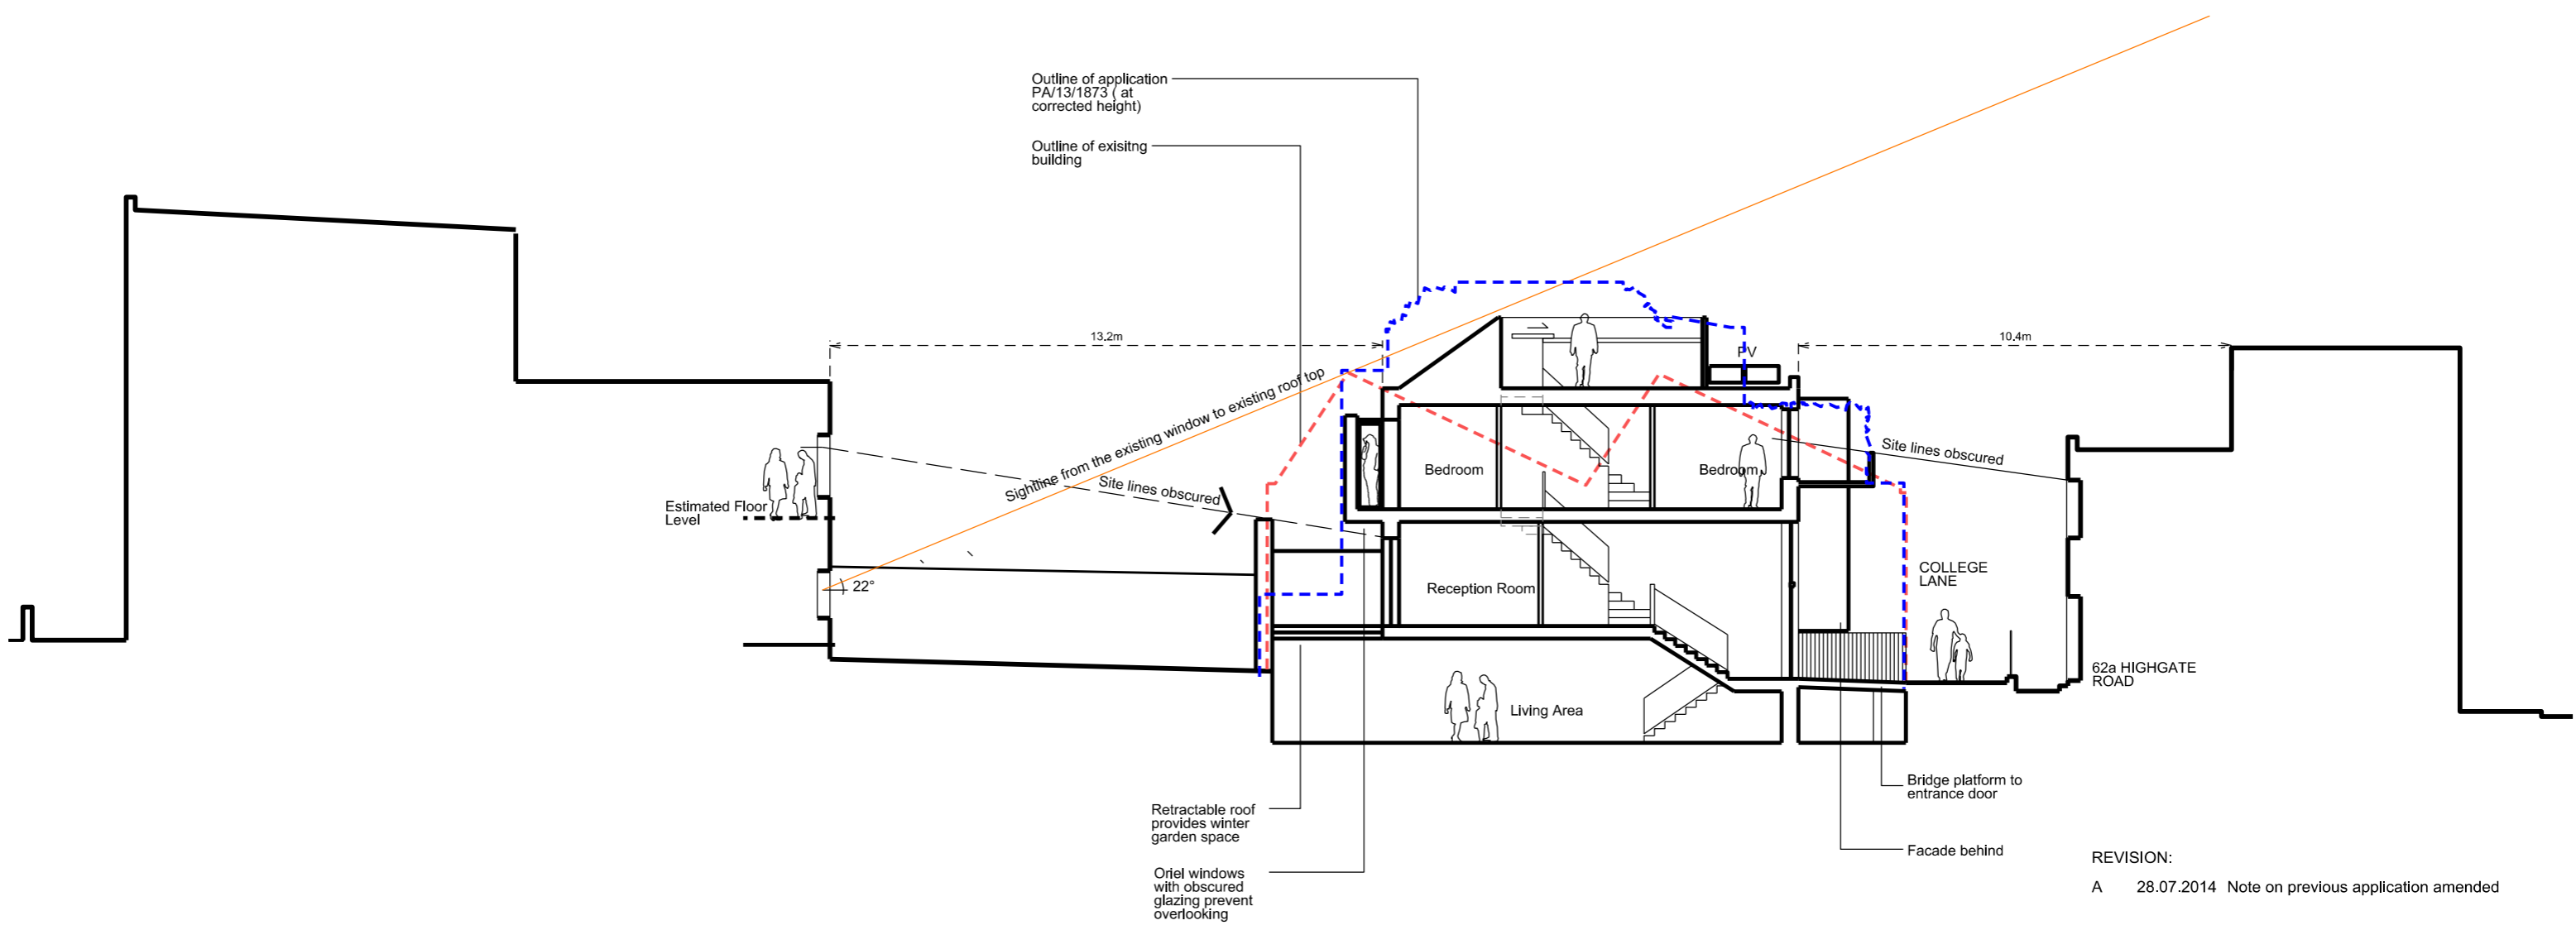 Outline of application
PA/13/1873 ( at
corrected height)
Outline of exisitng
building
13.2m
10.4m
PV
Sightline from the existing window to existing roof top
Site lines obscured
Site lines obscured
Bedroom
Bedroom
Estimated Floor
Level
22°
Reception Room
COLLEGE
LANE
62a HIGHGATE
ROAD
Living Area
Bridge platform to
entrance door
Retractable roof
provides winter
garden space
Facade behind
Oriel windows
with obscured
glazing prevent
overlooking
REVISION:
A 28.07.2014 Note on previous application amended